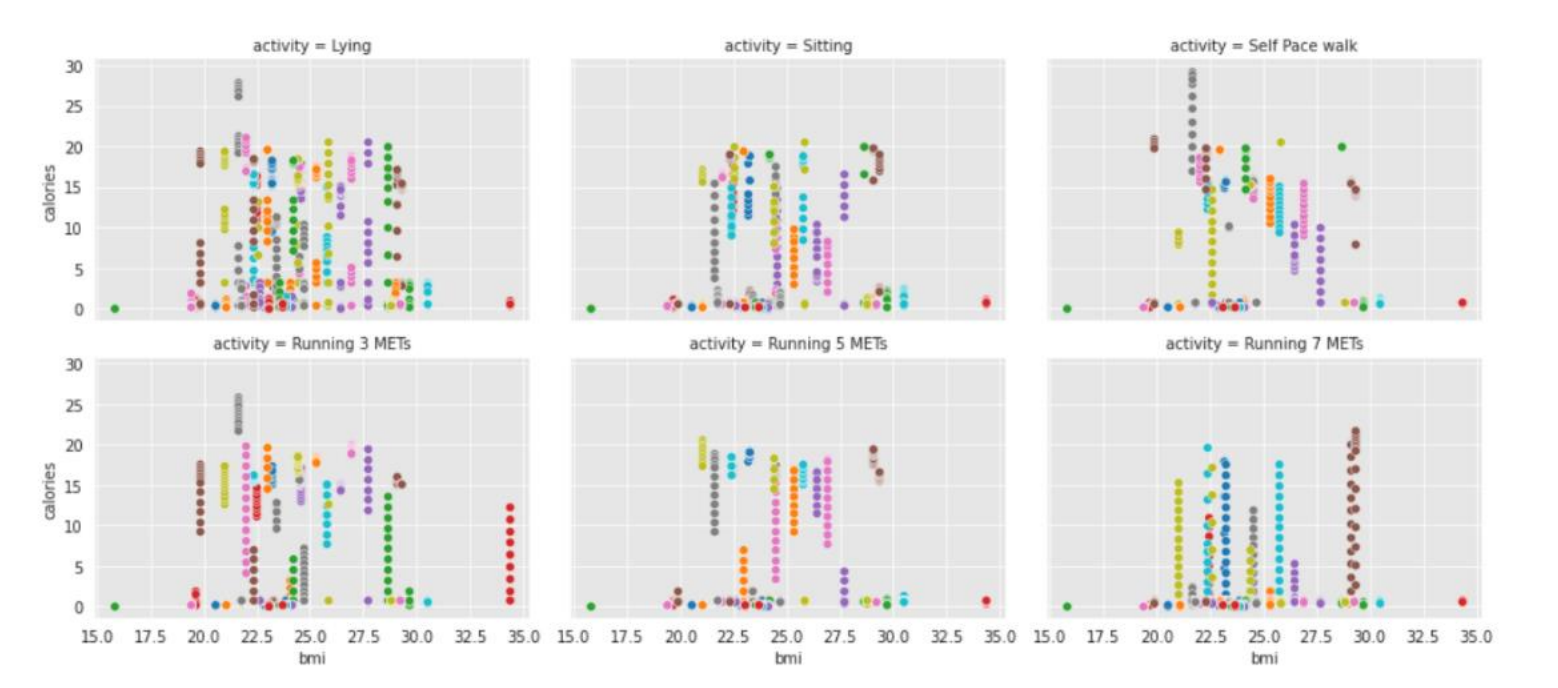 activity = Lying
activity = Sitting
activity = Self Pace walk
30
25
20
15
10
5
0
calories
activity = Running 3 METs
activity = Running 5 METs
activity = Running 7 METs
30
25
20
15
10
5
0
calories
15.0 17.5 20.0 22.5 25.0 27.5 30.0 32.5 35.0
15.0 17.5 20.0 22.5 25.0 27.5 30.0 32.5 35.0
15.0 17.5 20.0 22.5 25.0 27.5 30.0 32.5 35.0
bmi
bmi
bmi